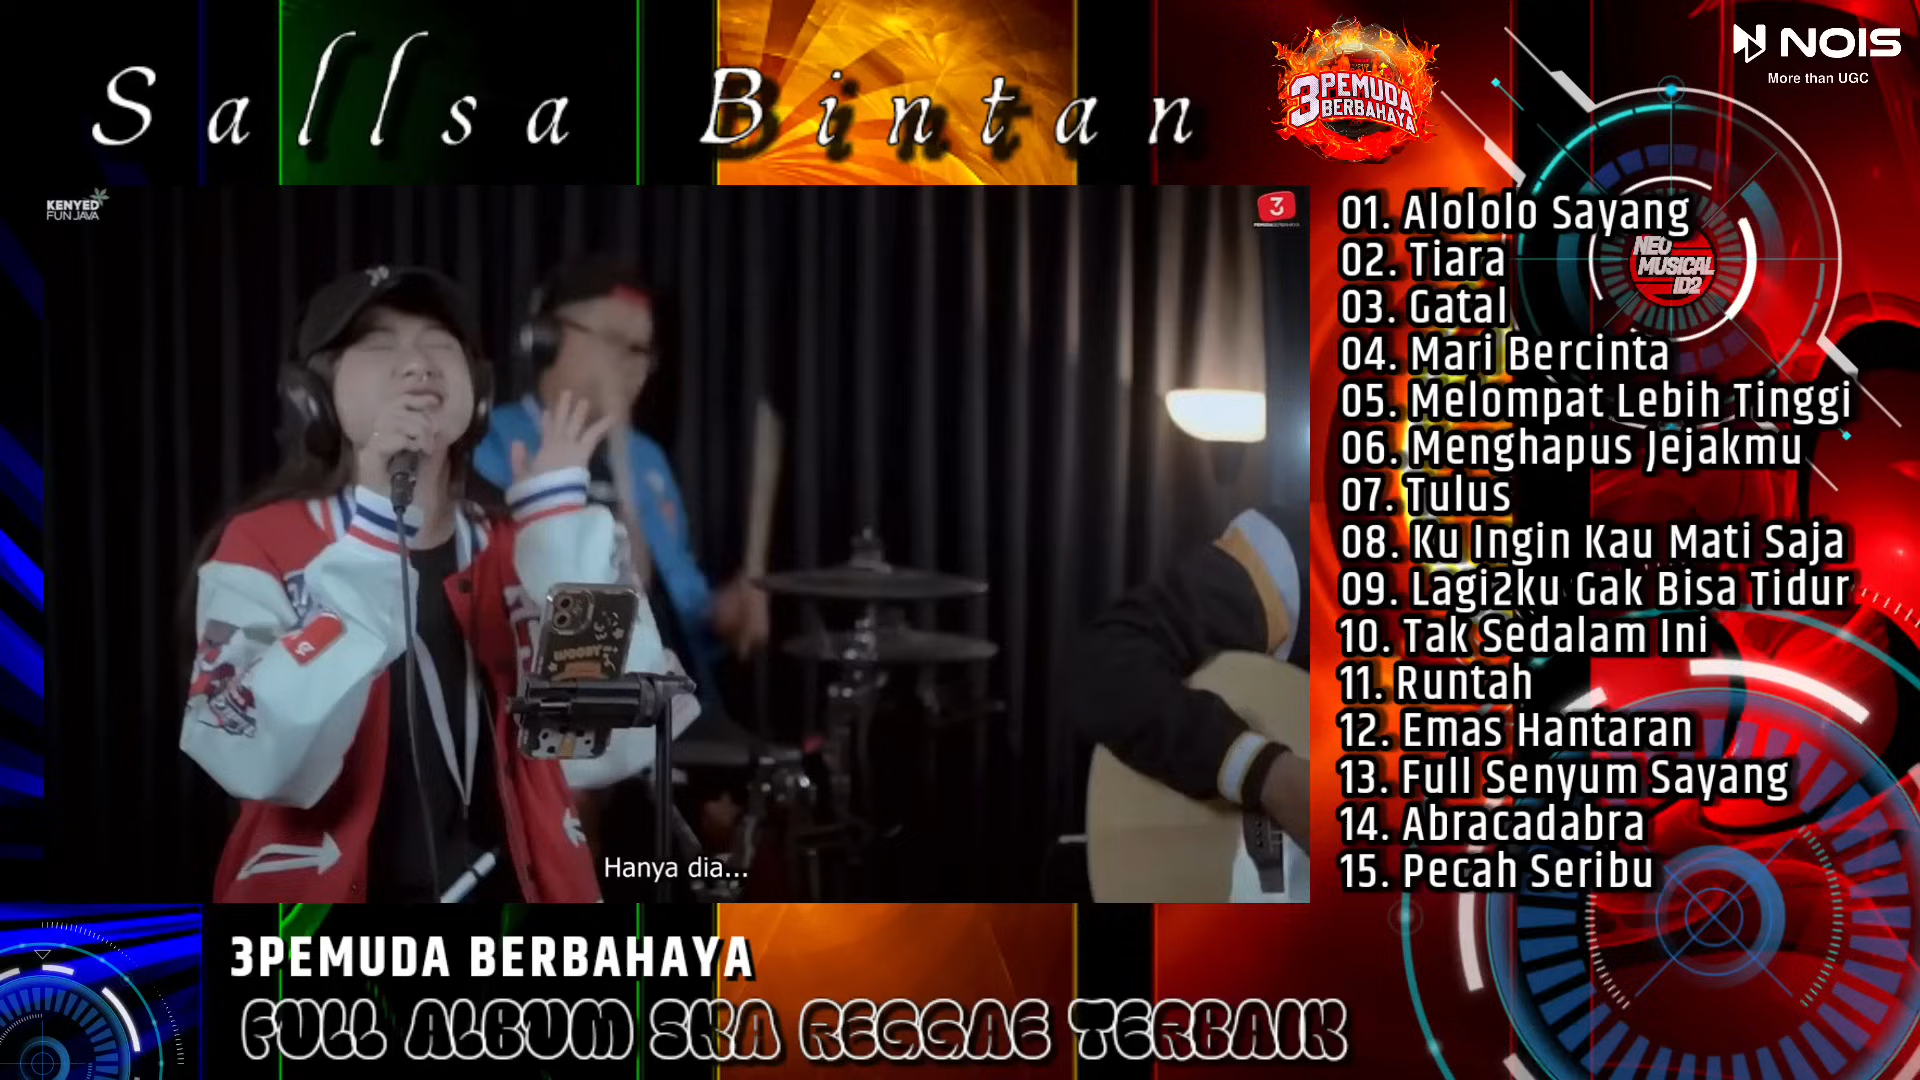 Sallsa Bintan
3PEMUDA
BERBAHAYA
NOIS
More than UGC
KENYED
FUN JAVA
3
01. Alololo Sayang
02. Tiara
03. Gatal
04. Mari Bercinta
05. Melompat Lebih Tinggi
06. Menghapus Jejakmu
07. Tulus
08. Ku Ingin Kau Mati Saja
09. Lagi2ku Gak Bisa Tidur
10. Tak Sedalam Ini
11. Runtah
12. Emas Hantaran
13. Full Senyum Sayang
14. Abracadabra
15. Pecah Seribu
NEO
MUSICAL
ID2
WOODY
Hanya dia...
3PEMUDA BERBAHAYA
FULL ALBUM SKA REGGAE TERBAIK